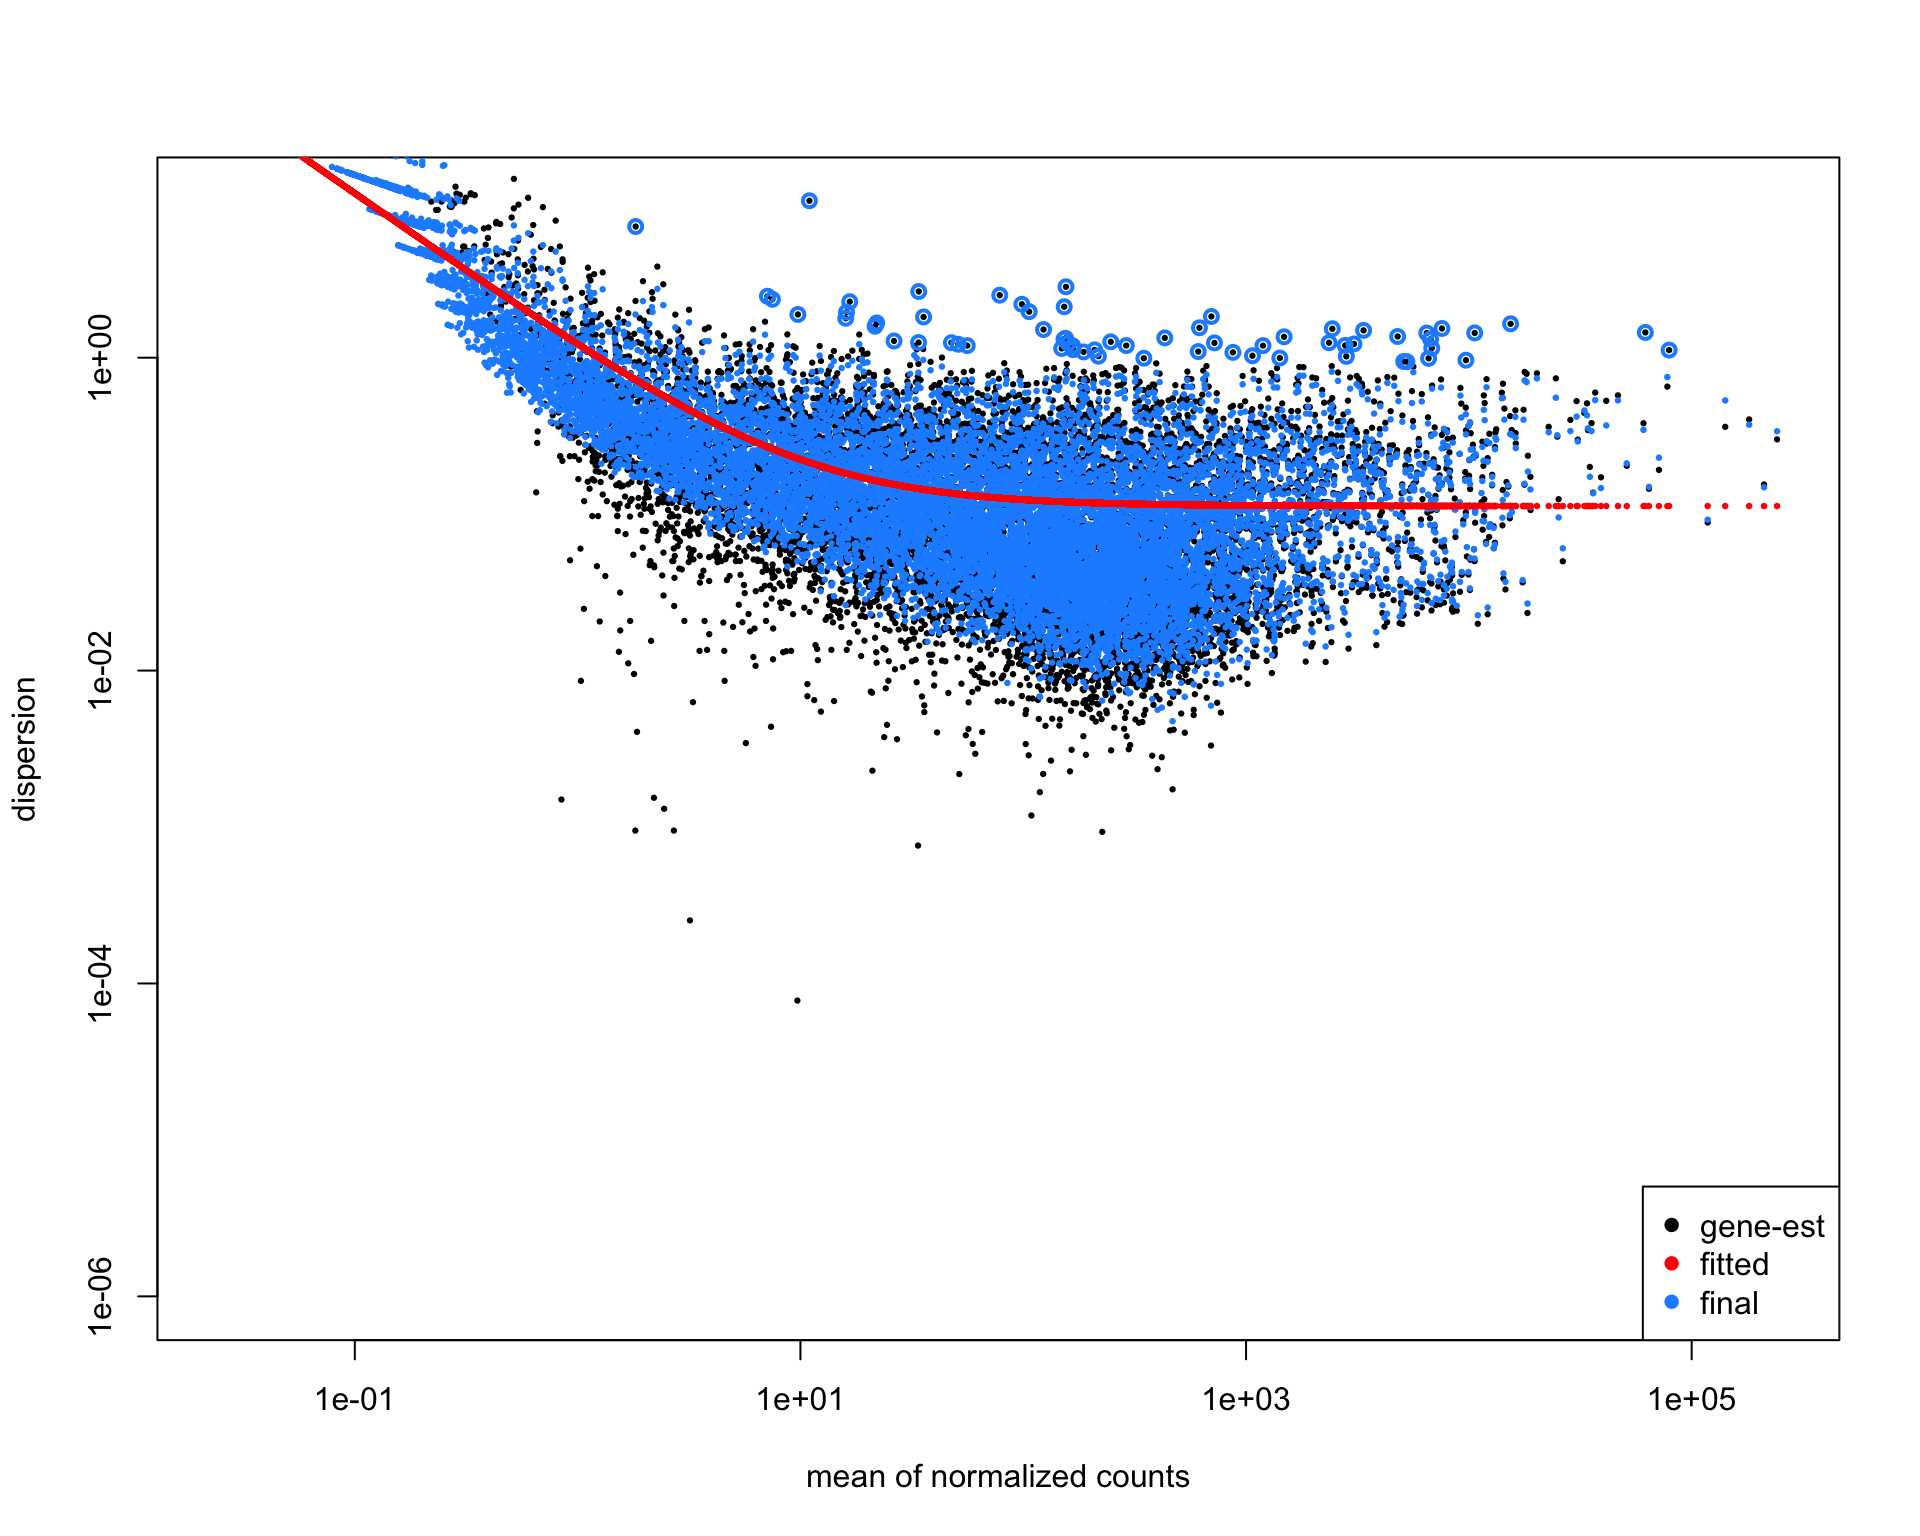 dispersion
1e+00
1e-02
1e-04
1e-06
gene-est
fitted
final
1e-01
1e+01
1e+03
1e+05
mean of normalized counts